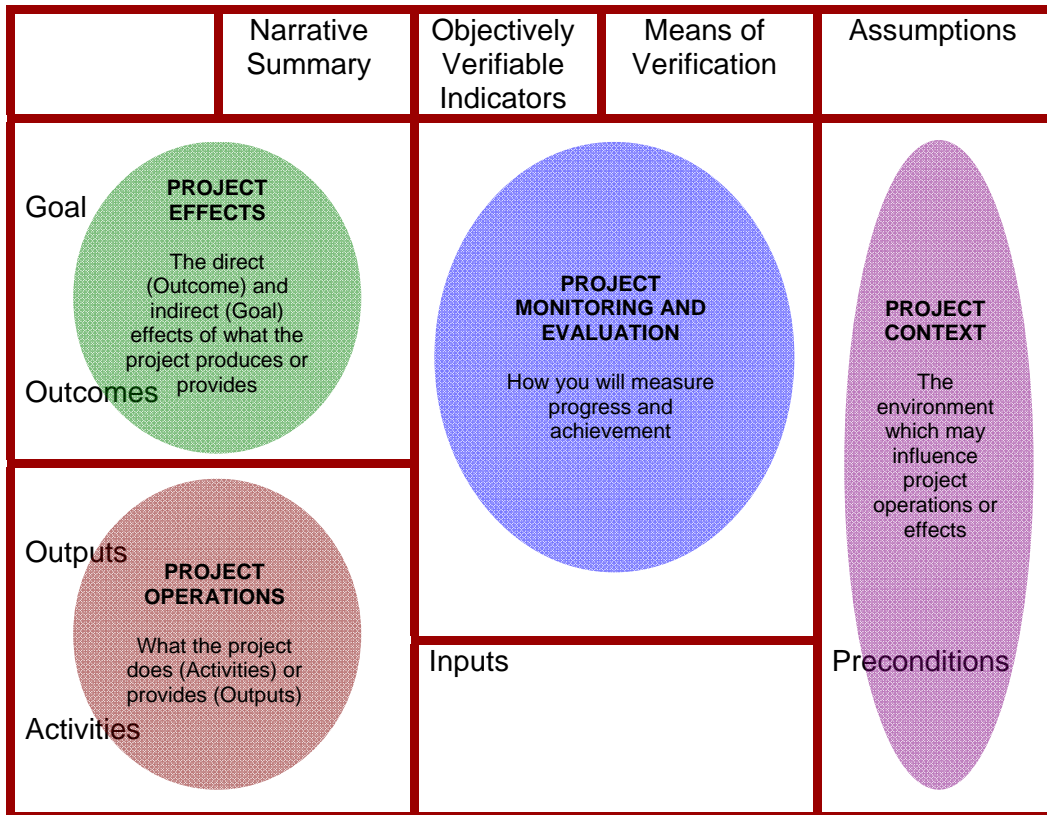 Narrative
Summary
Objectively
Verifiable
Indicators
Means of
Verification
Assumptions
Goal
PROJECT
EFFECTS
The direct
(Outcome) and
indirect (Goal)
effects of what the
project produces or
provides
Outcomes
PROJECT
MONITORING AND
EVALUATION
How you will measure
progress and
achievement
PROJECT
CONTEXT
The
environment
which may
influence
project
operations or
effects
Outputs
PROJECT
OPERATIONS
What the project
does (Activities) or
provides (Outputs)
Activities
Inputs
Preconditions